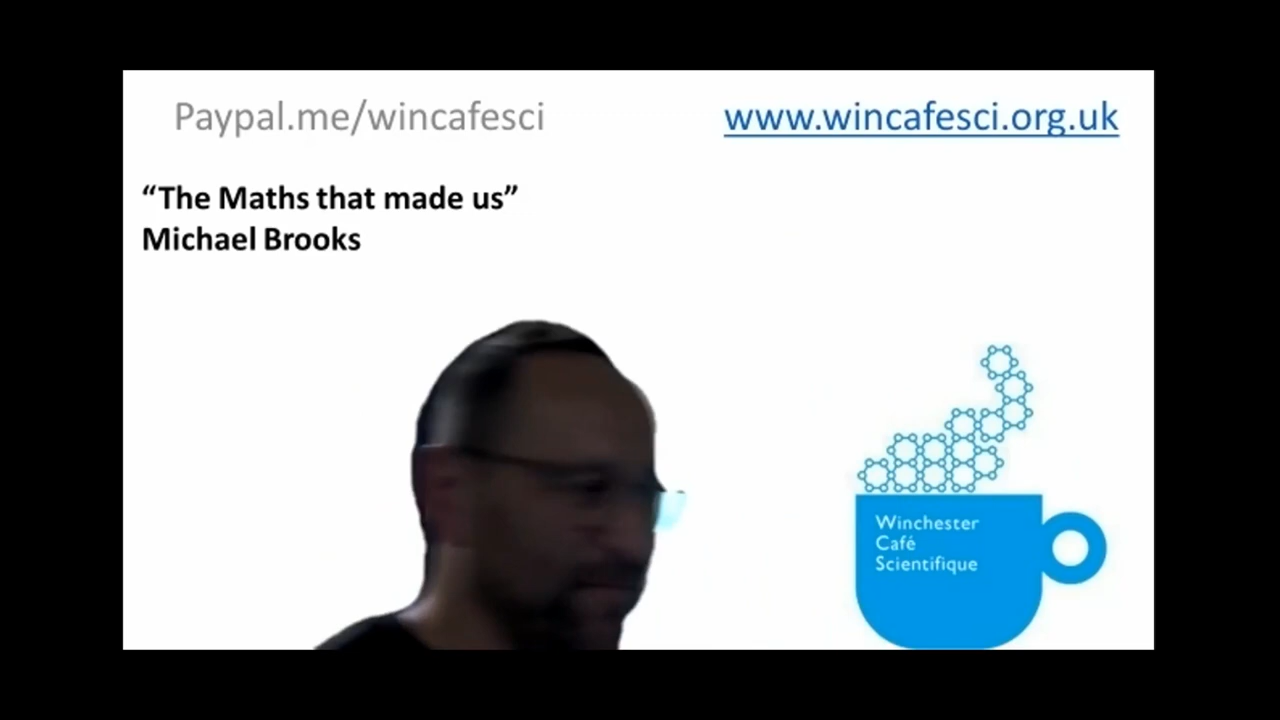 Paypal.me/wincafesci
www.wincafesci.org.uk
“The Maths that made us”
Michael Brooks
Winchester
Café
Scientifique